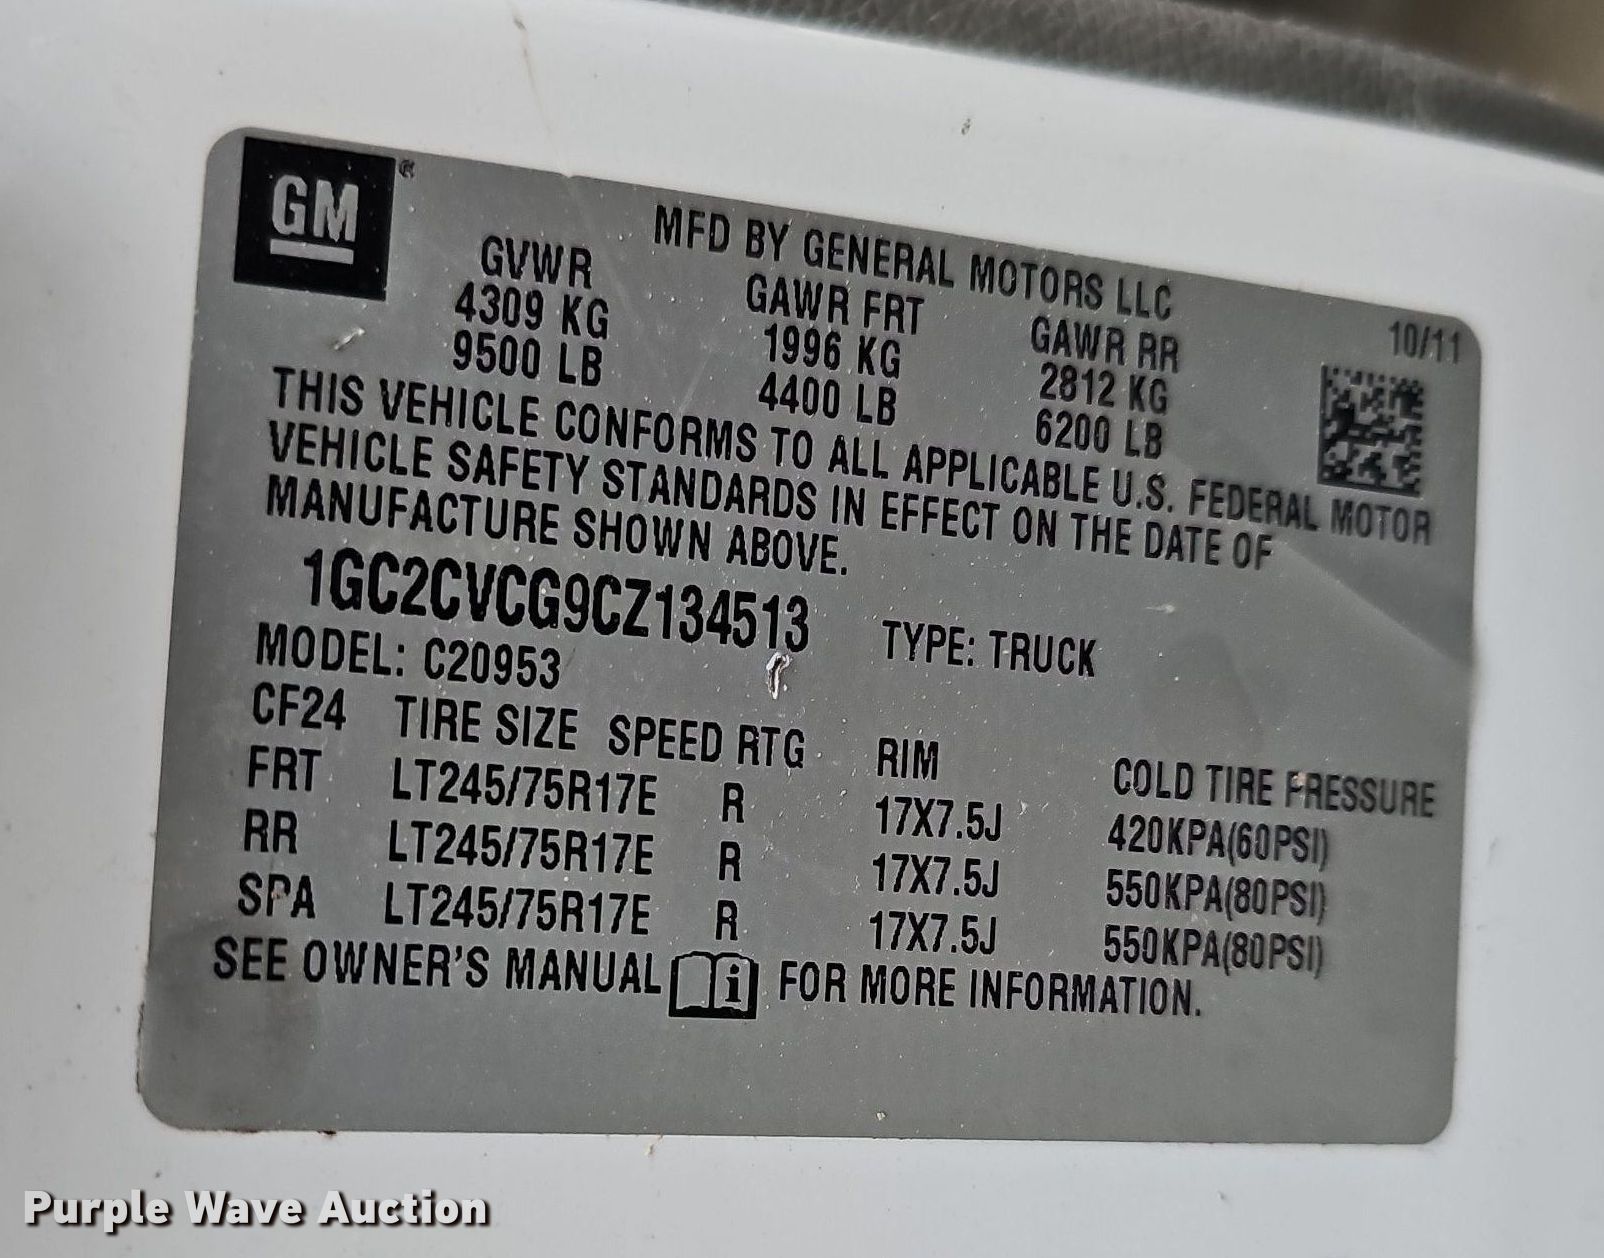 GM ®
MFD BY GENERAL MOTORS LLC
GVWR GAWR FRT GAWR RR 10/11
4309 KG 1996 KG 2812 KG
9500 LB 4400 LB 6200 LB
THIS VEHICLE CONFORMS TO ALL APPLICABLE U.S. FEDERAL MOTOR
VEHICLE SAFETY STANDARDS IN EFFECT ON THE DATE OF
MANUFACTURE SHOWN ABOVE.
1GC2CVCG9CZ134513 TYPE: TRUCK
MODEL: C20953
CF24 TIRE SIZE SPEED RTG RIM COLD TIRE PRESSURE
FRT LT245/75R17E R 17X7.5J 420KPA(60PSI)
RR LT245/75R17E R 17X7.5J 550KPA(80PSI)
SPA LT245/75R17E R 17X7.5J 550KPA(80PSI)
SEE OWNER'S MANUAL i FOR MORE INFORMATION.
Purple Wave Auction